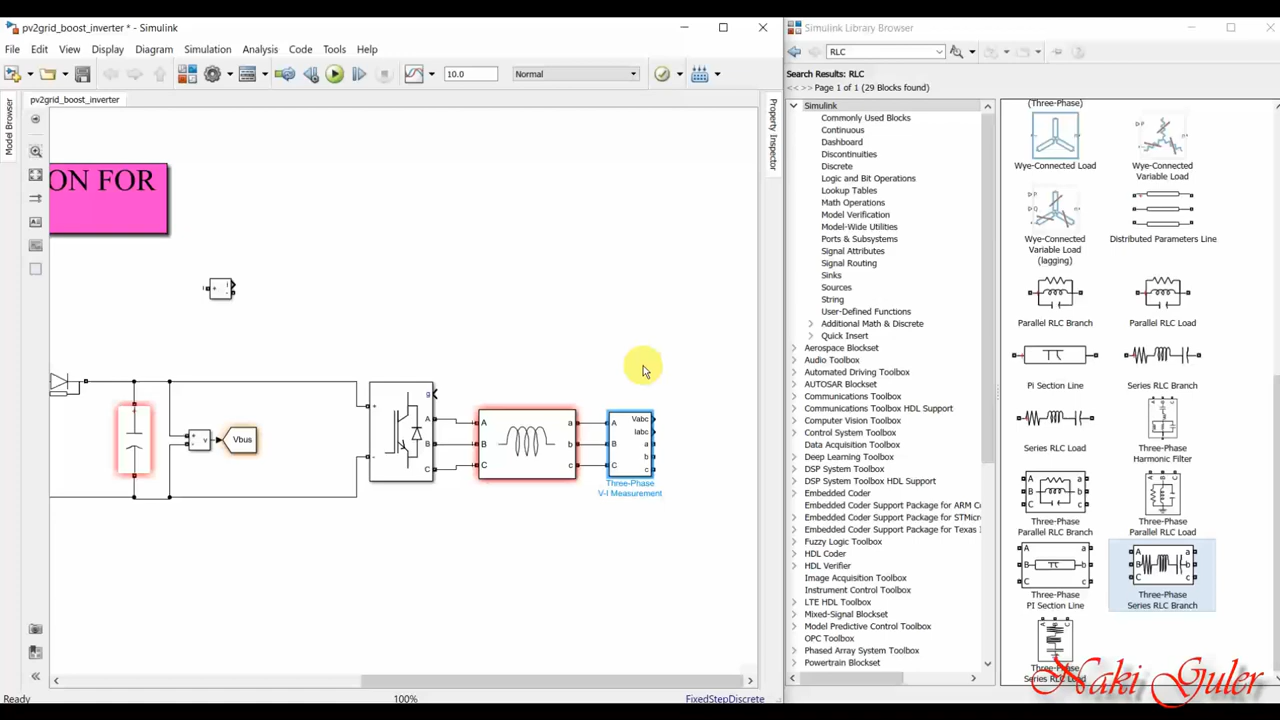 pv2grid_boost_inverter * - Simulink
File Edit View Display Diagram Simulation Analysis Code Tools Help
10.0
Normal
pv2grid_boost_inverter
Model Browser
Property Inspector
ON FOR
Vbus
v
g
A
B
C
A
B
C
a
b
c
A
B
C
Vabc
Iabc
a
b
c
Three-Phase
V-I Measurement
Ready
100%
FixedStepDiscrete
Simulink Library Browser
RLC
Search Results: RLC
<< >> Page 1 of 1 (29 Blocks found)
Simulink
Commonly Used Blocks
Continuous
Dashboard
Discontinuities
Discrete
Logic and Bit Operations
Lookup Tables
Math Operations
Model Verification
Model-Wide Utilities
Ports & Subsystems
Signal Attributes
Signal Routing
Sinks
Sources
String
User-Defined Functions
Additional Math & Discrete
Quick Insert
Aerospace Blockset
Audio Toolbox
Automated Driving Toolbox
AUTOSAR Blockset
Communications Toolbox
Communications Toolbox HDL Support
Computer Vision Toolbox
Control System Toolbox
Data Acquisition Toolbox
Deep Learning Toolbox
DSP System Toolbox
DSP System Toolbox HDL Support
Embedded Coder
Embedded Coder Support Package for ARM Co
Embedded Coder Support Package for STMicr
Embedded Coder Support Package for Texas I
Fuzzy Logic Toolbox
HDL Coder
HDL Verifier
Image Acquisition Toolbox
Instrument Control Toolbox
LTE HDL Toolbox
Mixed-Signal Blockset
Model Predictive Control Toolbox
OPC Toolbox
Phased Array System Toolbox
Powertrain Blockset
(Three-Phase)
Wye-Connected Load
Wye-Connected
Variable Load
Wye-Connected
Variable Load
(lagging)
Distributed Parameters Line
Parallel RLC Branch
Parallel RLC Load
Pi Section Line
Series RLC Branch
Series RLC Load
Three-Phase
Harmonic Filter
Three-Phase
Parallel RLC Branch
Three-Phase
Parallel RLC Load
Three-Phase
PI Section Line
Three-Phase
Series RLC Branch
Three-Phase
Series RLC Load
Naki Guler